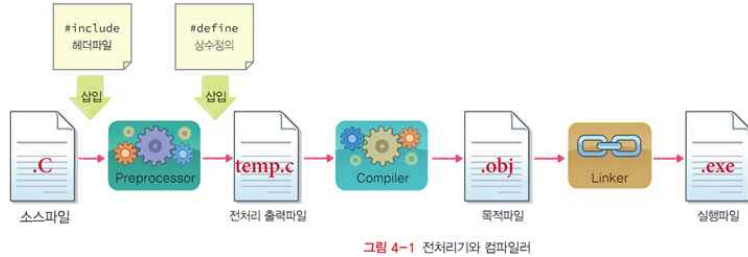 #include
헤더파일
#define
상수정의
삽입
삽입
.C
Preprocessor
temp.c
Compiler
.obj
Linker
.exe
소스파일
전처리 출력파일
목적파일
실행파일
그림 4-1 전처리기와 컴파일러